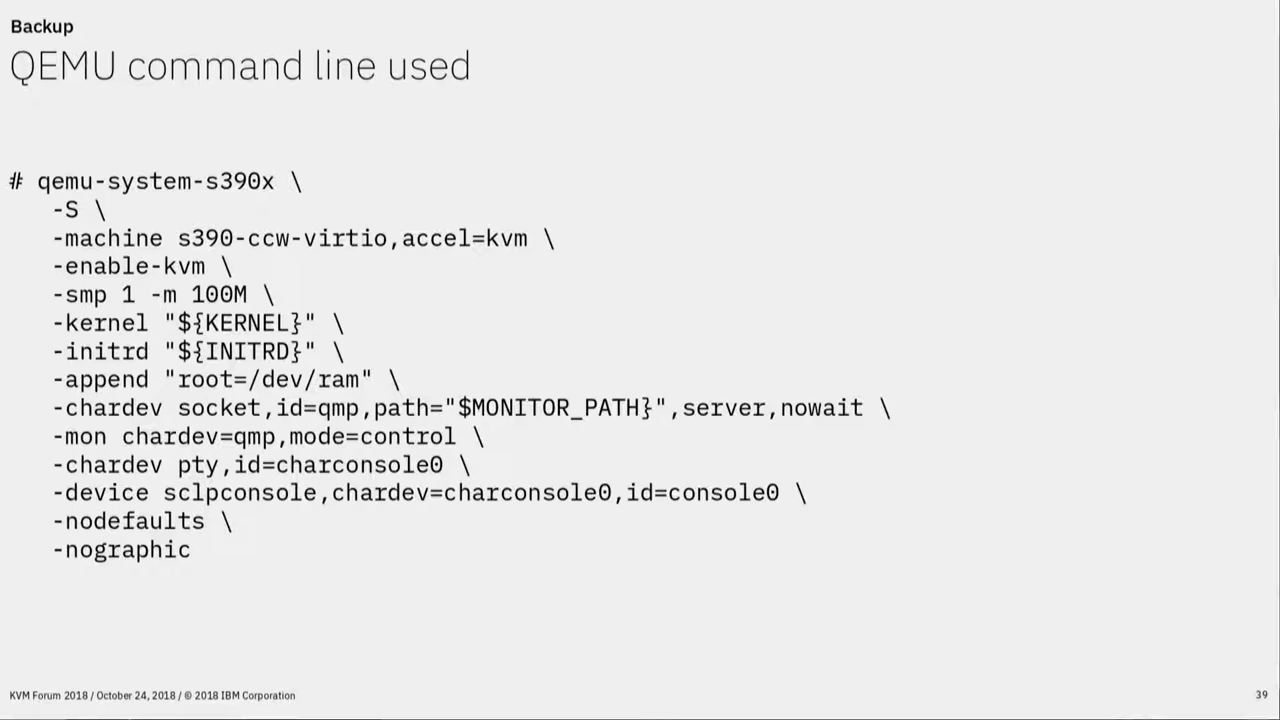 Backup
QEMU command line used
# qemu-system-s390x \
-S \
-machine s390-ccw-virtio,accel=kvm \
-enable-kvm \
-smp 1 -m 100M \
-kernel "${KERNEL}" \
-initrd "${INITRD}" \
-append "root=/dev/ram" \
-chardev socket,id=qmp,path="$MONITOR_PATH}",server,nowait \
-mon chardev=qmp,mode=control \
-chardev pty,id=charconsole0 \
-device sclpconsole,chardev=charconsole0,id=console0 \
-nodefaults \
-nographic
KVM Forum 2018 / October 24, 2018 / © 2018 IBM Corporation
39